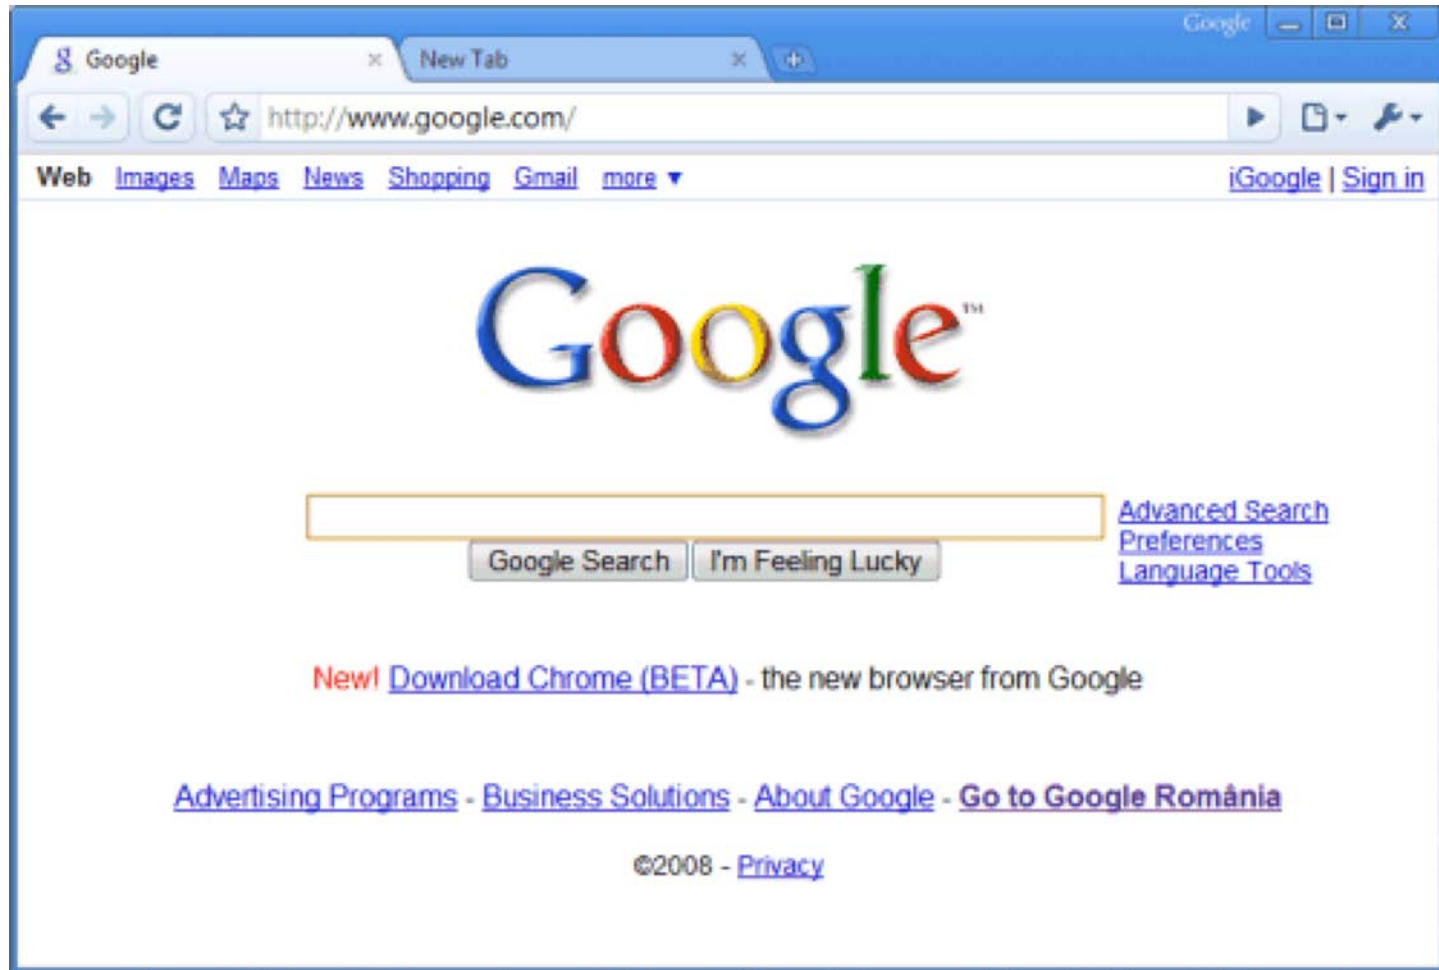 Google
Google New Tab
http://www.google.com/
Web Images Maps News Shopping Gmail more ▼ iGoogle | Sign in
Google™
Advanced Search
Preferences
Language Tools
Google Search I'm Feeling Lucky
New! Download Chrome (BETA) - the new browser from Google
Advertising Programs - Business Solutions - About Google - Go to Google România
©2008 - Privacy